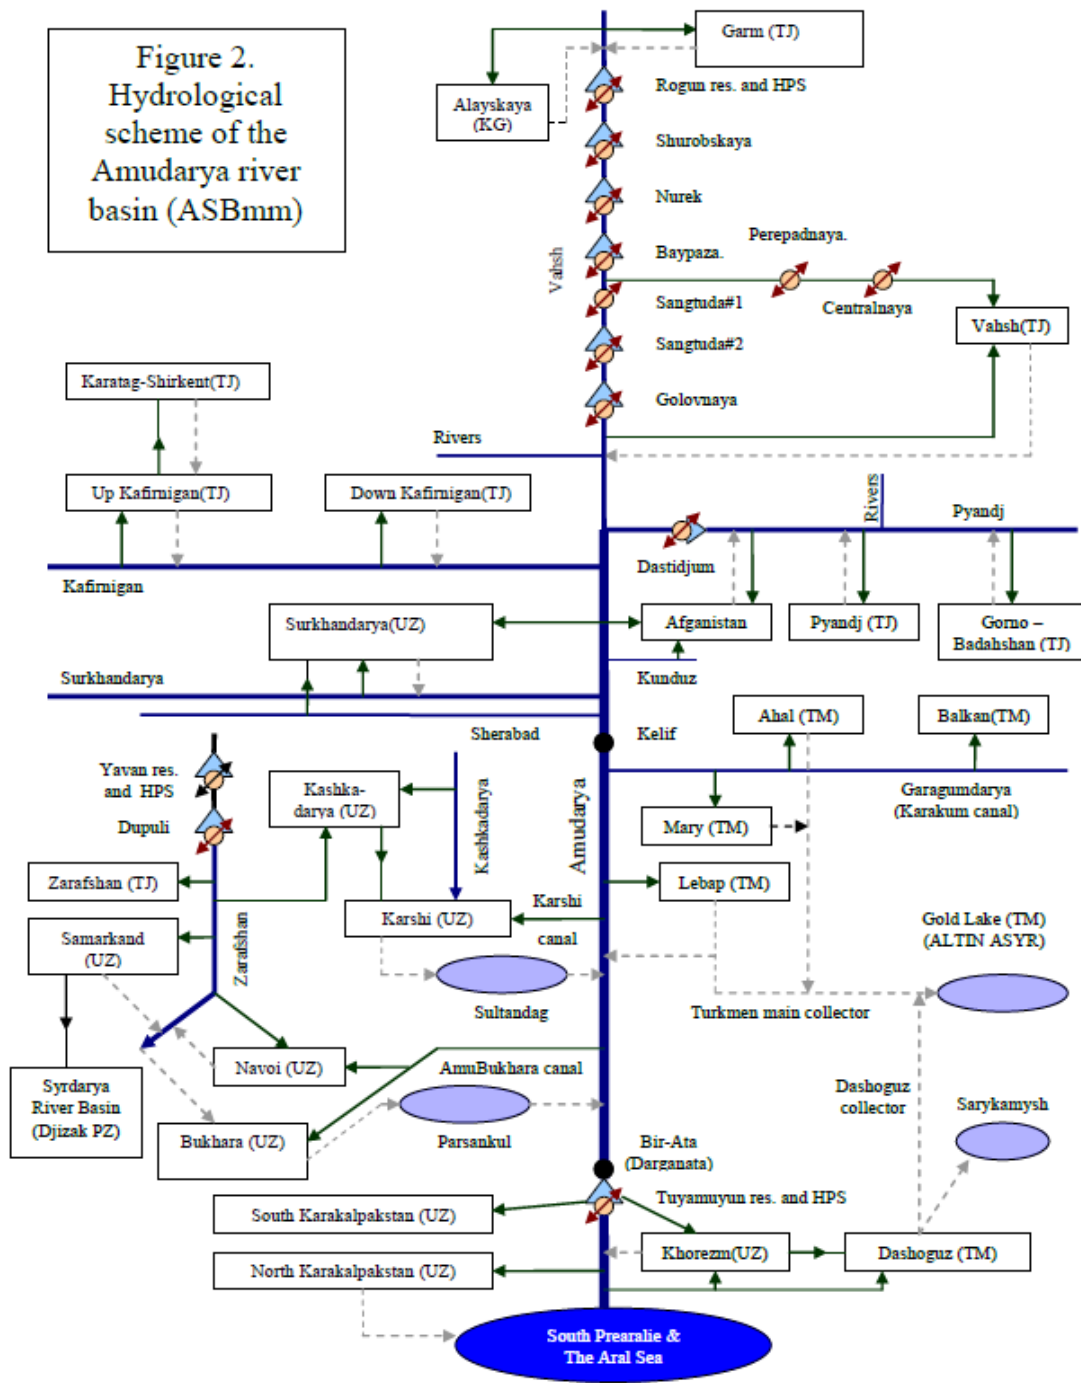 Figure 2.
Hydrological
scheme of the
Amudarya river
basin (ASBmm)
Garm (TJ)
Alayskaya
(KG)
Rogun res. and HPS
Shurobskaya
Nurek
Vahsh
Baypaza.
Perepadnaya.
Sangtuda#1
Centralnaya
Vahsh(TJ)
Sangtuda#2
Golovnaya
Karatag-Shirkent(TJ)
Rivers
Up Kafirnigan(TJ)
Down Kafirnigan(TJ)
Rivers
Pyandj
Dastidjum
Kafirnigan
Surkhandarya(UZ)
Afganistan
Pyandj (TJ)
Gorno –
Badahshan (TJ)
Surkhandarya
Kunduz
Sherabad
Kelif
Ahal (TM)
Balkan(TM)
Yavan res.
and HPS
Kashka-
darya (UZ)
Kashkadarya
Amudarya
Garagumdarya
(Karakum canal)
Dupuli
Mary (TM)
Zarafshan (TJ)
Lebap (TM)
Karshi (UZ)
Karshi
canal
Gold Lake (TM)
(ALTIN ASYR)
Samarkand
(UZ)
Zarafshan
Sultandag
Turkmen main collector
Navoi (UZ)
AmuBukhara canal
Syrdarya
River Basin
(Djizak PZ)
Dashoguz
collector
Sarykamysh
Bukhara (UZ)
Parsankul
Bir-Ata
(Darganata)
Tuyamuyun res. and HPS
South Karakalpakstan (UZ)
Khorezm(UZ)
Dashoguz (TM)
North Karakalpakstan (UZ)
South Prearalie &
The Aral Sea